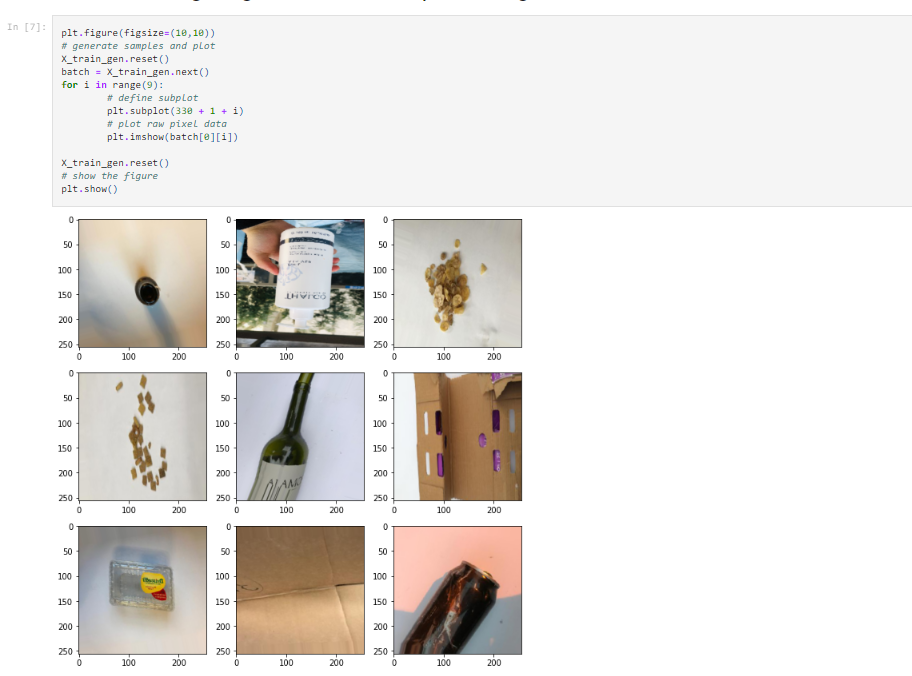 In [7]:
plt.figure(figsize=(10,10))
# generate samples and plot
X_train_gen.reset()
batch = X_train_gen.next()
for i in range(9):
        # define subplot
        plt.subplot(330 + 1 + i)
        # plot raw pixel data
        plt.imshow(batch[0][i])
X_train_gen.reset()
# show the figure
plt.show()
0 0 0
50 50 50
100 100 100
150 150 150
200 200 200
250 250 250
0 100 200 0 100 200 0 100 200
0 0 0
50 50 50
100 100 100
150 150 150
200 200 200
ALAMO
250 250 250
0 100 200 0 100 200 0 100 200
0 0 0
50 50 50
100 100 100
150 150 150
200 200 200
250 250 250
0 100 200 0 100 200 0 100 200